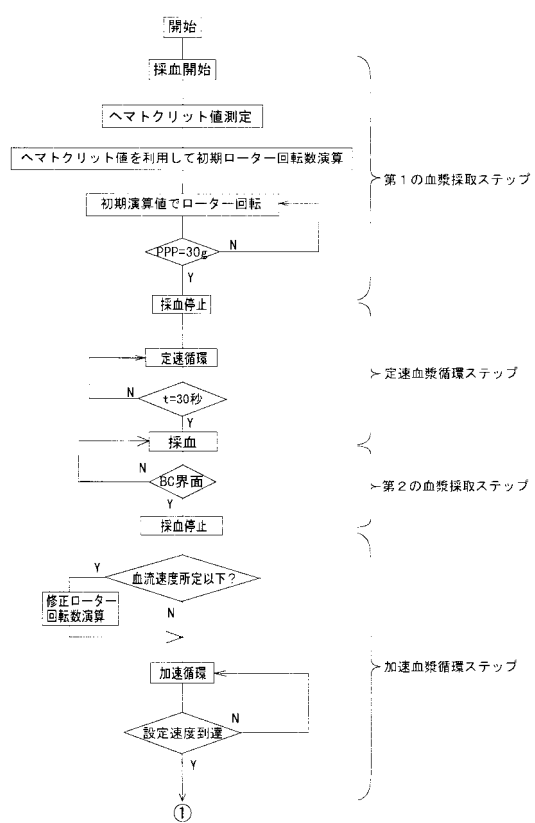 開始
採血開始
ヘマトクリット値測定
ヘマトクリット値を利用して初期ローター回転数演算
第1の血漿採取ステップ
初期演算値でローター回転
PPP=30g
N
Y
採血停止
定速循環
定速血漿循環ステップ
t=30秒
N
Y
採血
BC界面
N
Y
第2の血漿採取ステップ
採血停止
血流速度所定以下?
Y
N
修正ローター
回転数演算
加速循環
加速血漿循環ステップ
設定速度到達
N
Y
①